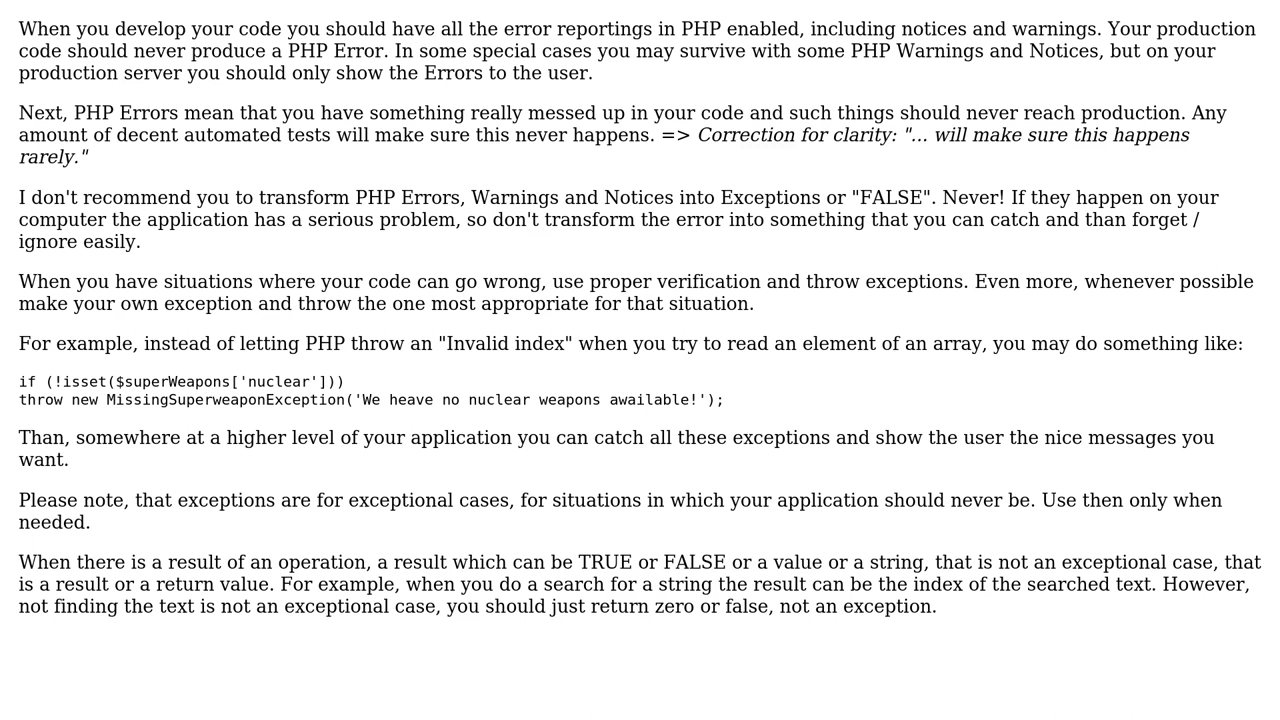 When you develop your code you should have all the error reportings in PHP enabled, including notices and warnings. Your production
code should never produce a PHP Error. In some special cases you may survive with some PHP Warnings and Notices, but on your
production server you should only show the Errors to the user.
Next, PHP Errors mean that you have something really messed up in your code and such things should never reach production. Any
amount of decent automated tests will make sure this never happens. => Correction for clarity: "... will make sure this happens
rarely."
I don't recommend you to transform PHP Errors, Warnings and Notices into Exceptions or "FALSE". Never! If they happen on your
computer the application has a serious problem, so don't transform the error into something that you can catch and than forget /
ignore easily.
When you have situations where your code can go wrong, use proper verification and throw exceptions. Even more, whenever possible
make your own exception and throw the one most appropriate for that situation.
For example, instead of letting PHP throw an "Invalid index" when you try to read an element of an array, you may do something like:
if (!isset($superWeapons['nuclear']))
throw new MissingSuperweaponException('We heave no nuclear weapons awailable!');
Than, somewhere at a higher level of your application you can catch all these exceptions and show the user the nice messages you
want.
Please note, that exceptions are for exceptional cases, for situations in which your application should never be. Use then only when
needed.
When there is a result of an operation, a result which can be TRUE or FALSE or a value or a string, that is not an exceptional case, that
is a result or a return value. For example, when you do a search for a string the result can be the index of the searched text. However,
not finding the text is not an exceptional case, you should just return zero or false, not an exception.